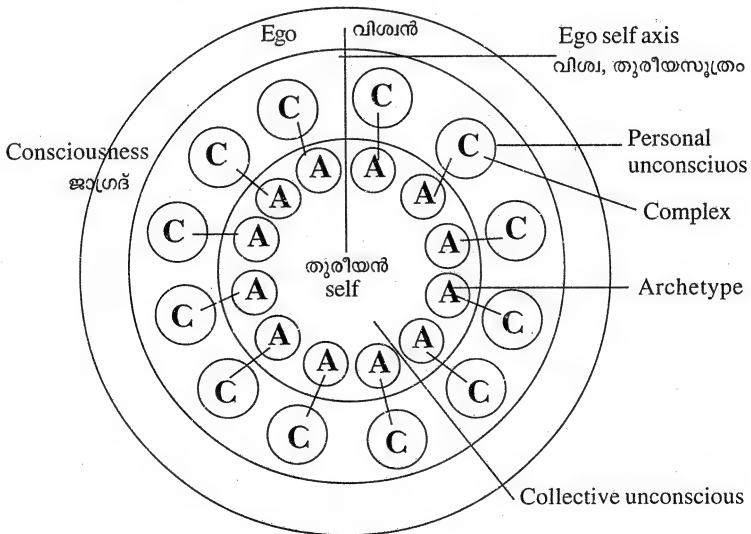 Ego
വിശ്വൻ
Ego self axis
വിശ്വ, തുരീയസൂത്രം
C
C
C
C
Personal
unconsciuos
Consciousness
ജാഗ്രദ്
A
A
A
A
Complex
C
C
A
A
തുരീയൻ
self
A
A
Archetype
C
C
A
A
A
A
C
C
C
C
Collective unconscious